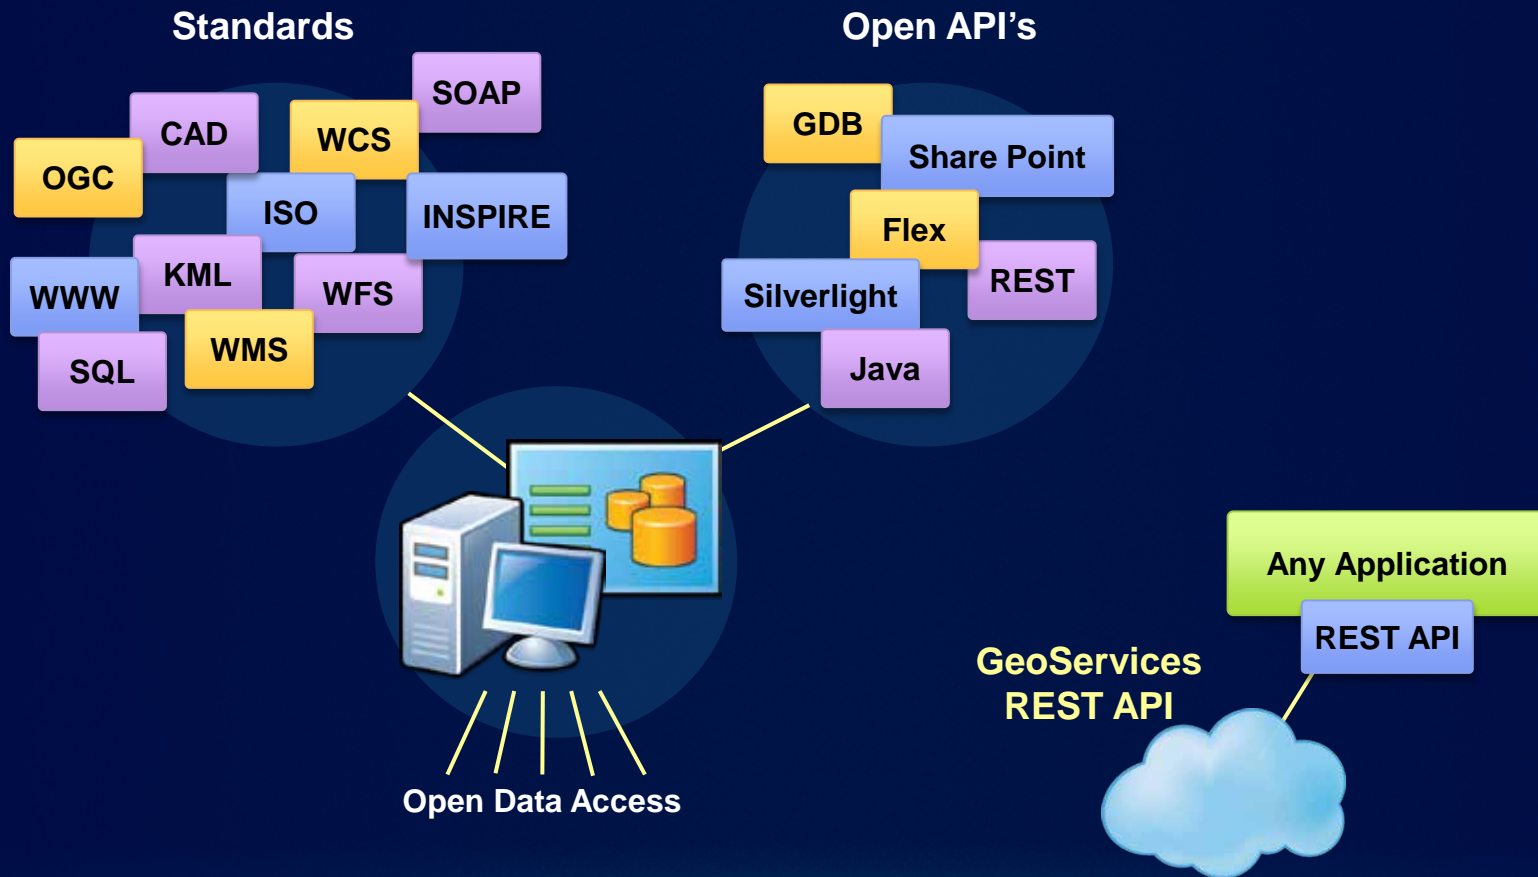 Standards
SOAP
CAD
WCS
OGC
ISO
INSPIRE
KML
WWW
WFS
WMS
SQL
Open API's
GDB
Share Point
Flex
REST
Silverlight
Java
Open Data Access
Any Application
REST API
GeoServices
REST API